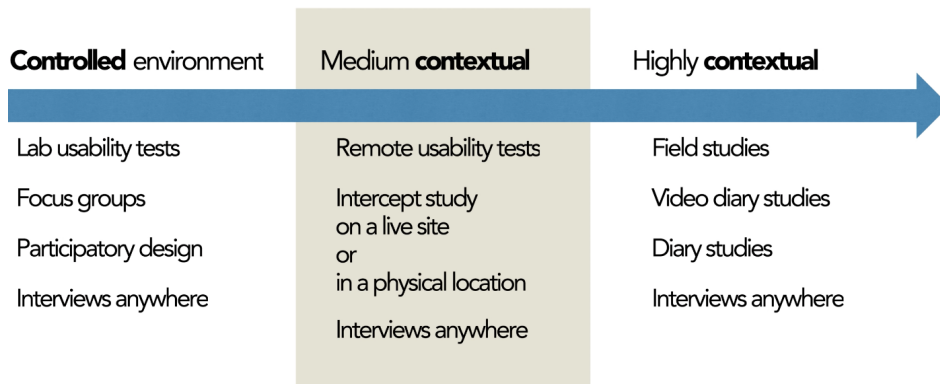 Controlled environment
Lab usability tests
Focus groups
Participatory design
Interviews anywhere
Medium contextual
Remote usability tests
Intercept study
on a live site
or
in a physical location
Interviews anywhere
Highly contextual
Field studies
Video diary studies
Diary studies
Interviews anywhere